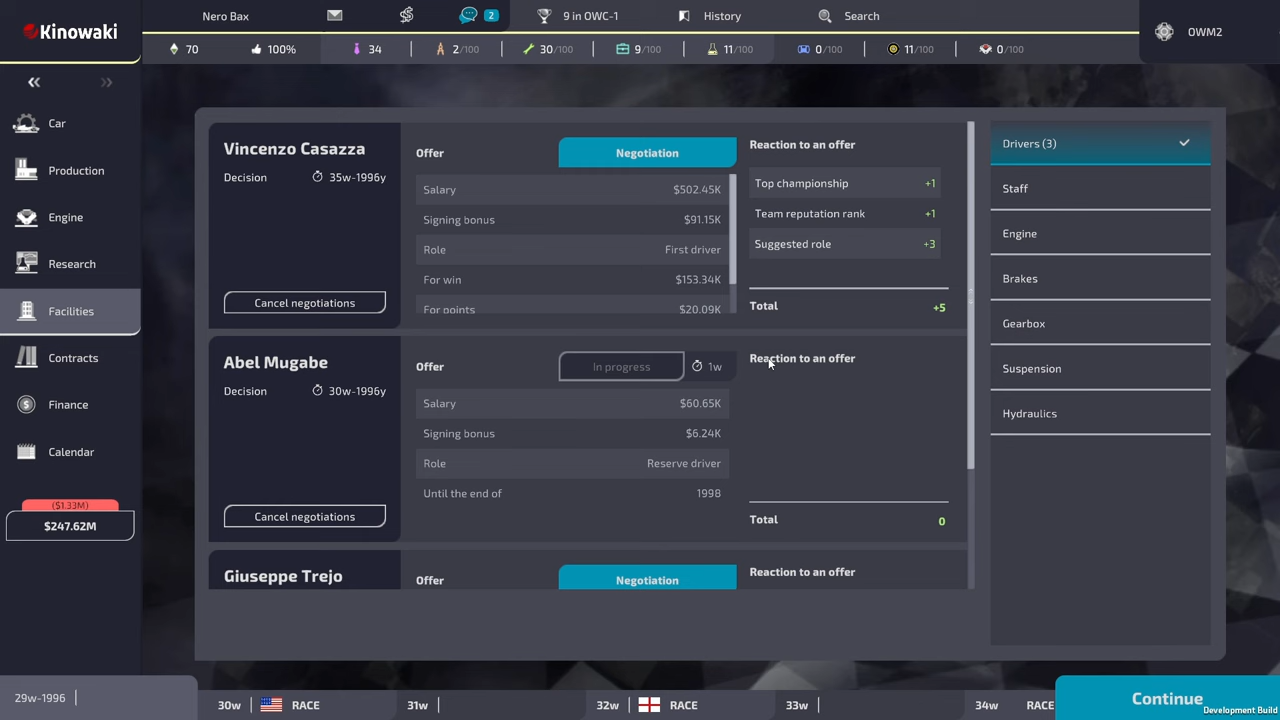 Kinowaki
Nero Bax
2
9 in OWC-1
History
Search
OWM2
70
100%
34
2/100
30/100
9/100
11/100
0/100
11/100
0/100
Car
Production
Engine
Research
Facilities
Contracts
Finance
Calendar
($1.33M)
$247.62M
Vincenzo Casazza
Decision 35w-1996y
Cancel negotiations
Offer Negotiation
Salary $502.45K
Signing bonus $91.15K
Role First driver
For win $153.34K
For points $20.09K
Reaction to an offer
Top championship +1
Team reputation rank +1
Suggested role +3
Total +5
Abel Mugabe
Decision 30w-1996y
Cancel negotiations
Offer In progress 1w
Salary $60.65K
Signing bonus $6.24K
Role Reserve driver
Until the end of 1998
Reaction to an offer
Total 0
Giuseppe Trejo
Offer Negotiation
Reaction to an offer
Drivers (3)
Staff
Engine
Brakes
Gearbox
Suspension
Hydraulics
29w-1996
30w RACE
31w
32w RACE
33w
34w RACE
Continue
Development Build